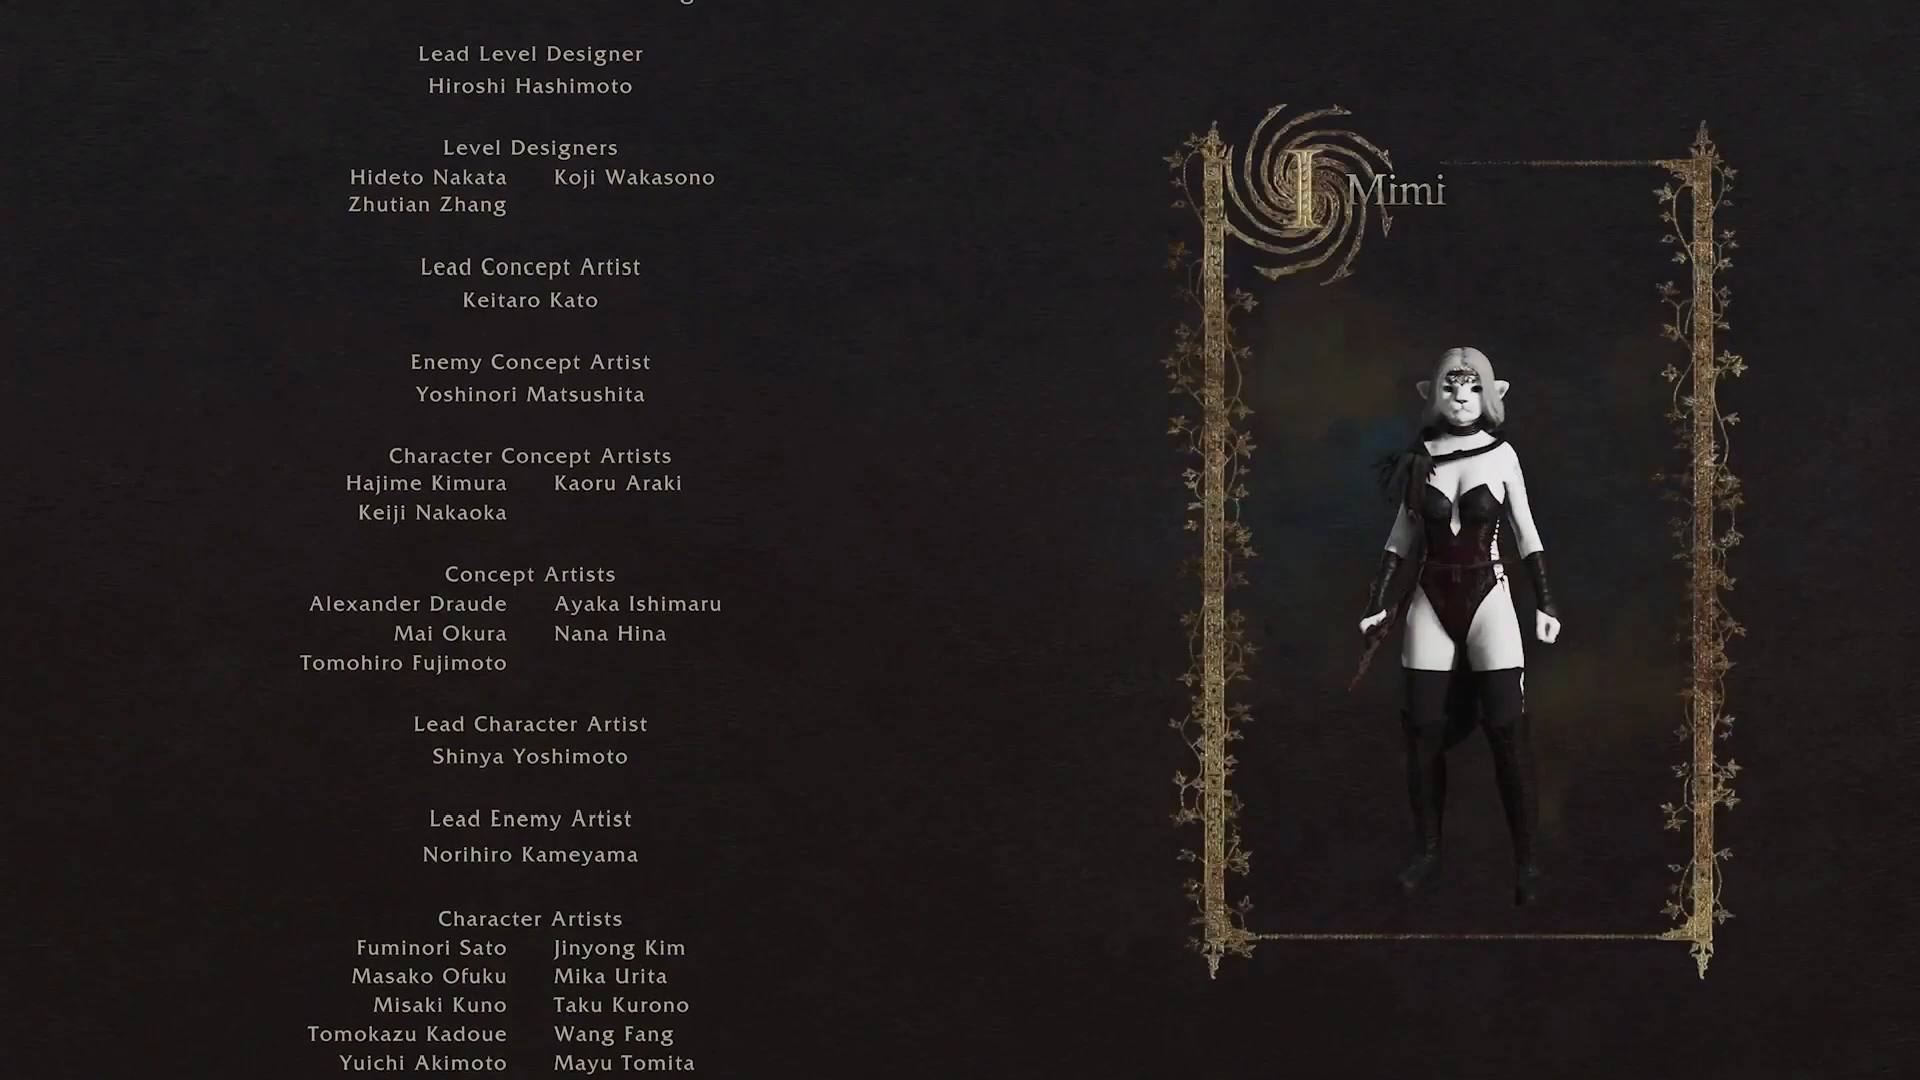 Lead Level Designer
Hiroshi Hashimoto
Level Designers
Hideto Nakata Koji Wakasono
Zhutian Zhang
Lead Concept Artist
Keitaro Kato
Enemy Concept Artist
Yoshinori Matsushita
Character Concept Artists
Hajime Kimura Kaoru Araki
Keiji Nakaoka
Concept Artists
Alexander Draude Ayaka Ishimaru
Mai Okura Nana Hina
Tomohiro Fujimoto
Lead Character Artist
Shinya Yoshimoto
Lead Enemy Artist
Norihiro Kameyama
Character Artists
Fuminori Sato Jinyong Kim
Masako Ofuku Mika Urita
Misaki Kuno Taku Kurono
Tomokazu Kadoue Wang Fang
Yuichi Akimoto Mayu Tomita
I Mimi